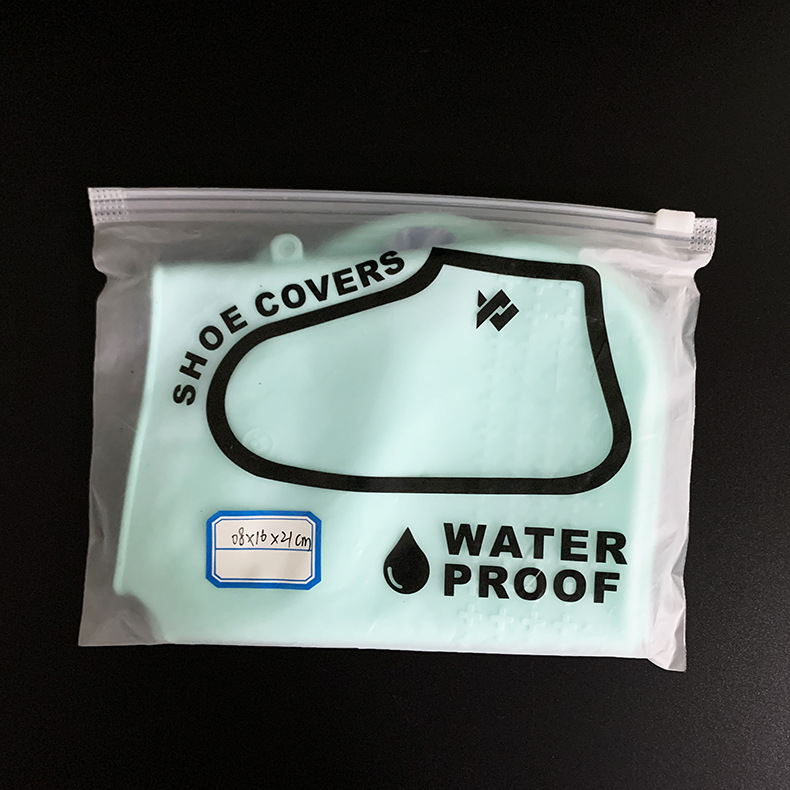 SHOE COVERS
08x16x21cm
WATER
PROOF